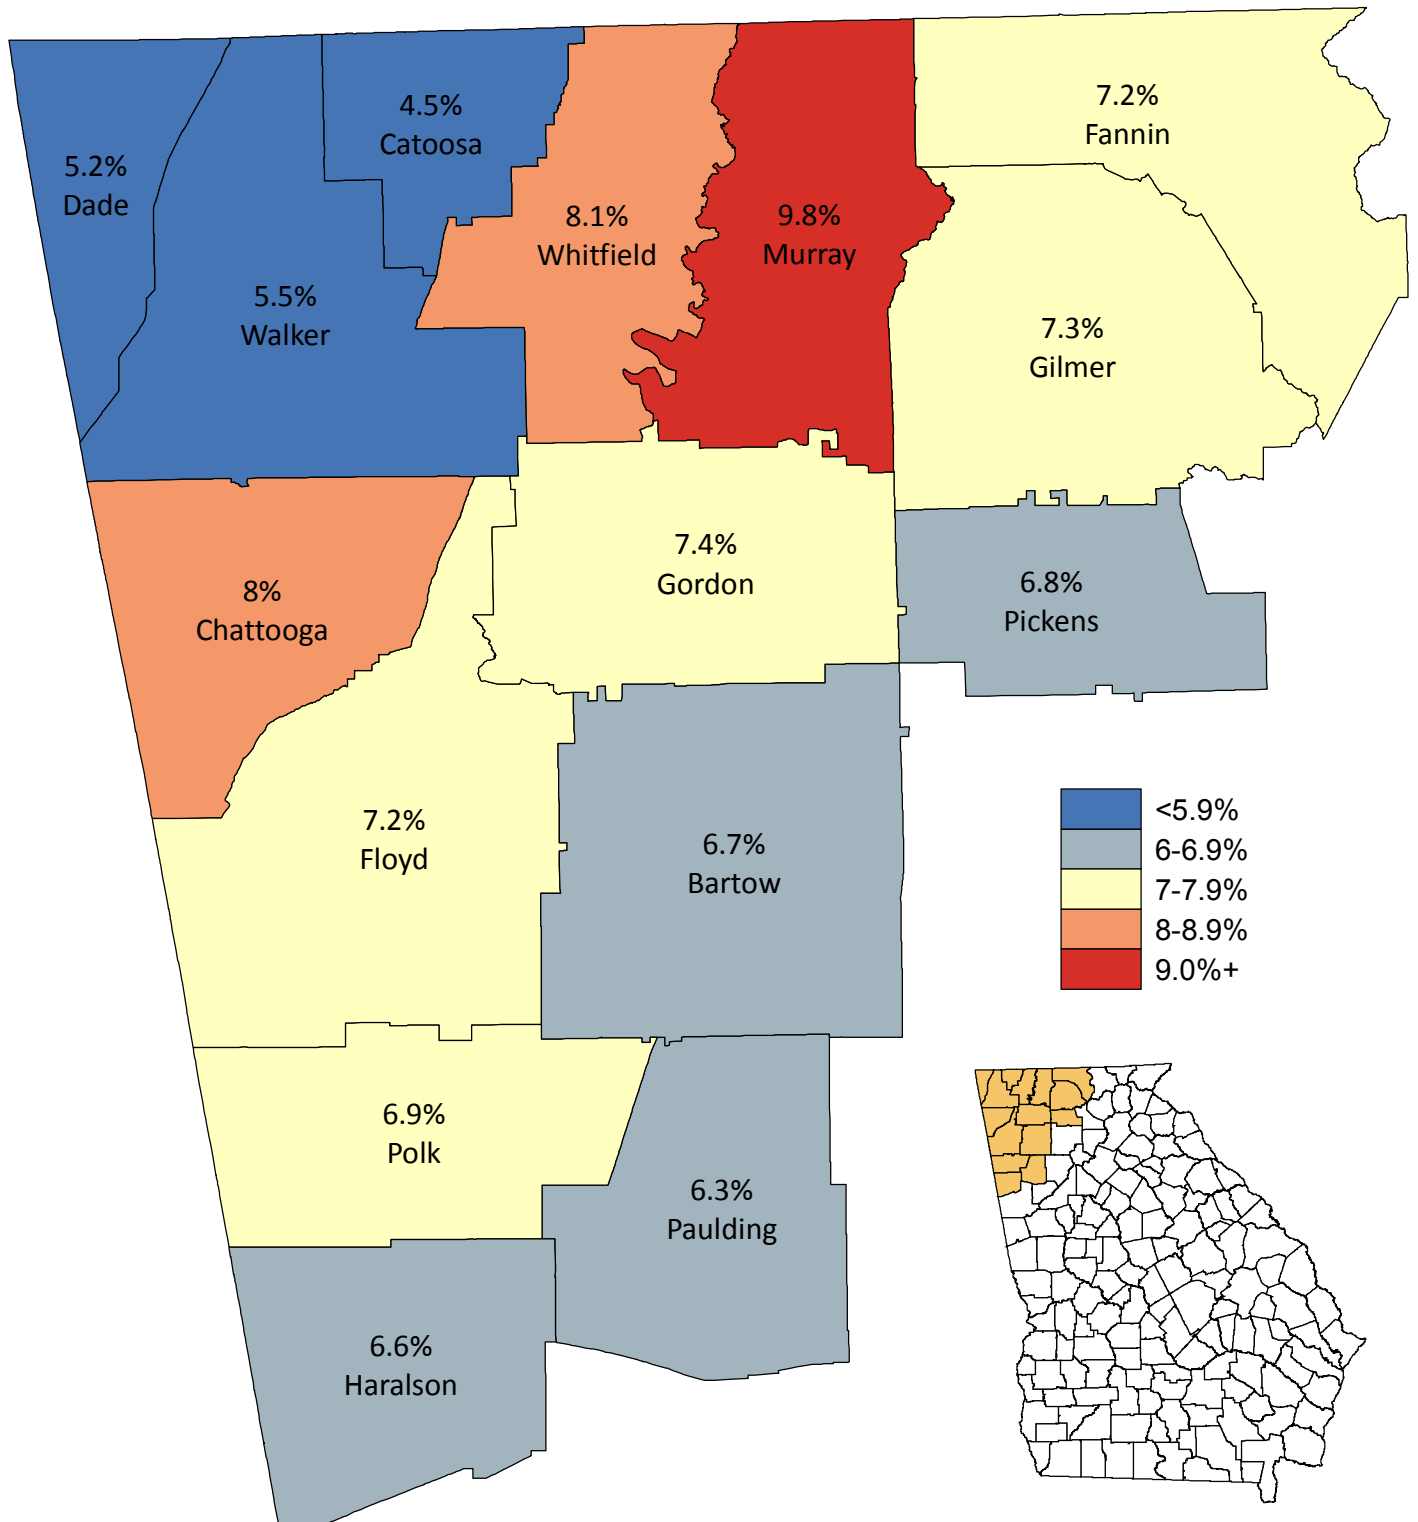 7.2%
Fannin
4.5%
Catoosa
5.2%
Dade
8.1%
Whitfield
9.8%
Murray
5.5%
Walker
7.3%
Gilmer
7.4%
Gordon
6.8%
Pickens
8%
Chattooga
7.2%
Floyd
6.7%
Bartow
<5.9%
6-6.9%
7-7.9%
8-8.9%
9.0%+
6.9%
Polk
6.3%
Paulding
6.6%
Haralson